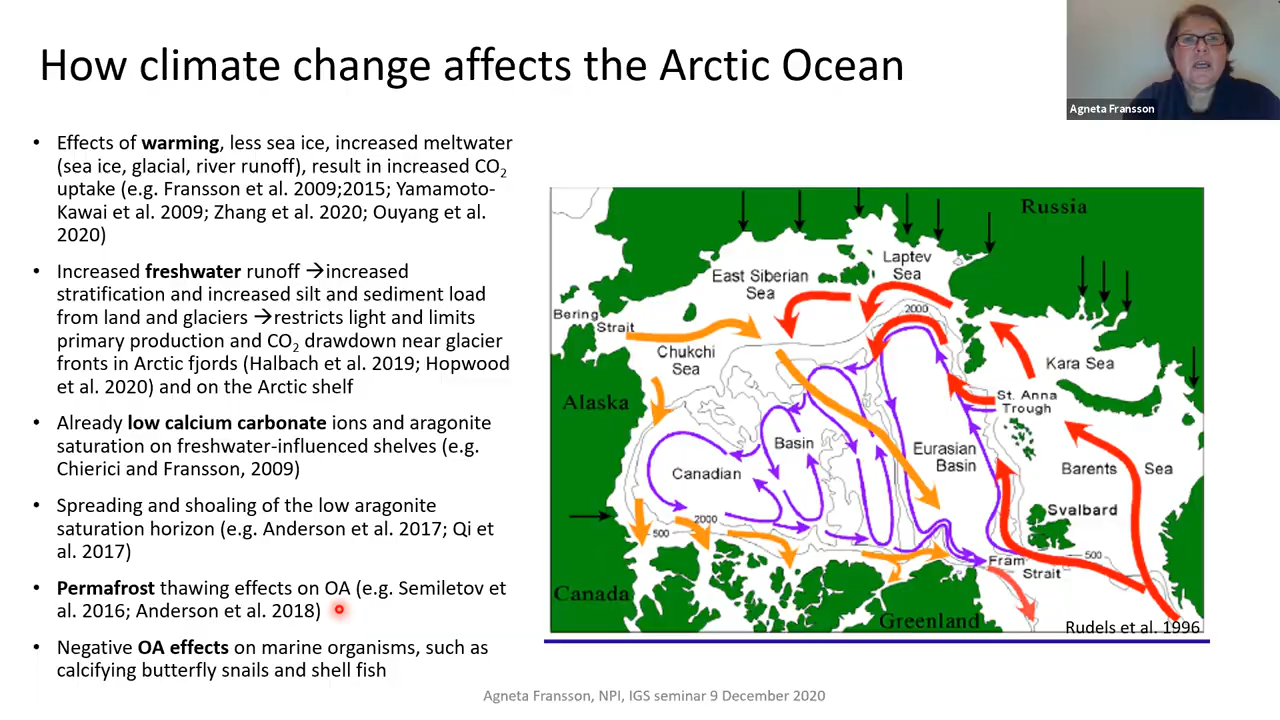 How climate change affects the Arctic Ocean
Agneta Fransson
• Effects of warming, less sea ice, increased meltwater
(sea ice, glacial, river runoff), result in increased CO2
uptake (e.g. Fransson et al. 2009;2015; Yamamoto-
Kawai et al. 2009; Zhang et al. 2020; Ouyang et al.
2020)
• Increased freshwater runoff →increased
stratification and increased silt and sediment load
from land and glaciers →restricts light and limits
primary production and CO2 drawdown near glacier
fronts in Arctic fjords (Halbach et al. 2019; Hopwood
et al. 2020) and on the Arctic shelf
• Already low calcium carbonate ions and aragonite
saturation on freshwater-influenced shelves (e.g.
Chierici and Fransson, 2009)
• Spreading and shoaling of the low aragonite
saturation horizon (e.g. Anderson et al. 2017; Qi et
al. 2017)
• Permafrost thawing effects on OA (e.g. Semiletov et
al. 2016; Anderson et al. 2018)
• Negative OA effects on marine organisms, such as
calcifying butterfly snails and shell fish
Russia
Laptev
Sea
East Siberian
Sea
2000
Bering
Strait
Chukchi
Sea
Kara Sea
Alaska
St. Anna
Trough
Basin
Canadian
Eurasian
Basin
Barents Sea
Svalbard
2000
500
500
Fram
Strait
Canada
Greenland
Rudels et al. 1996
Agneta Fransson, NPI, IGS seminar 9 December 2020